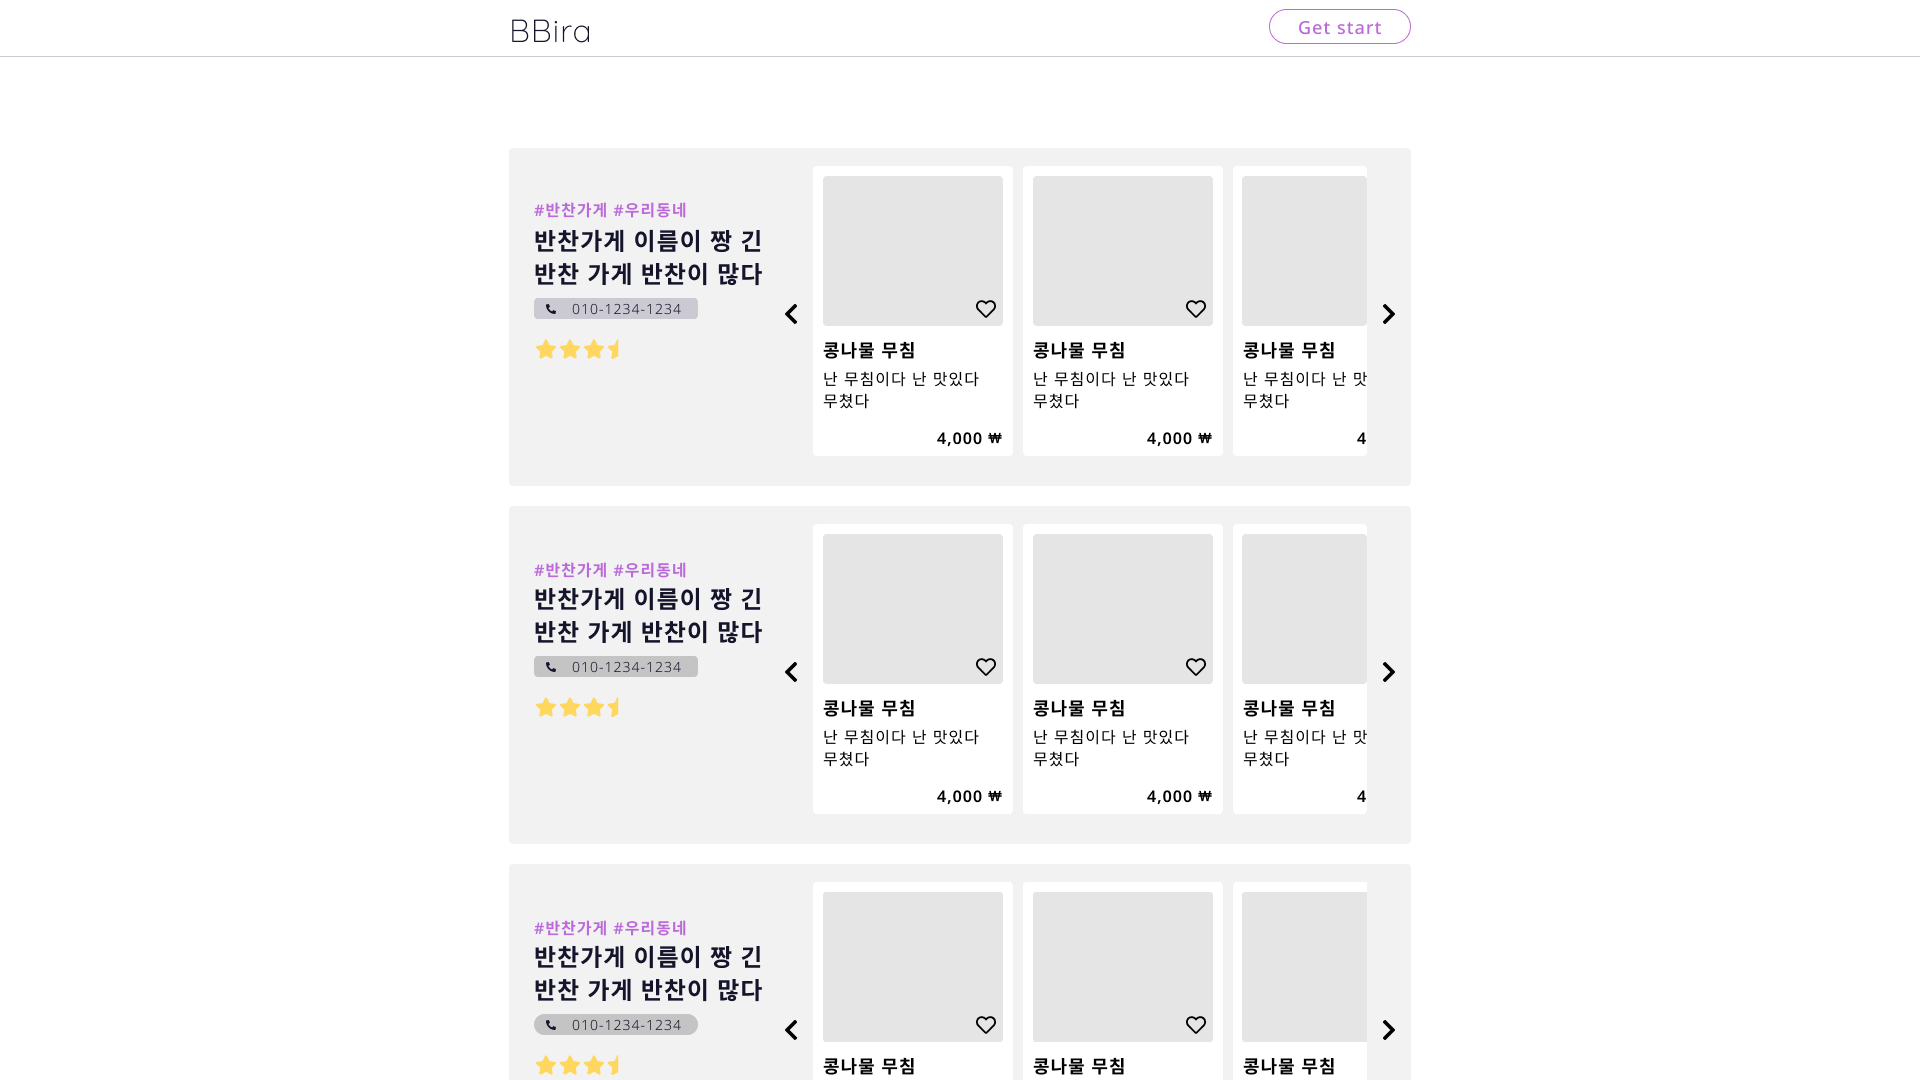 BBira
Get start
#반찬가게 #우리동네
반찬가게 이름이 짱 긴
반찬 가게 반찬이 많다
010-1234-1234
콩나물 무침
난 무침이다 난 맛있다
무쳤다
4,000 ₩
콩나물 무침
난 무침이다 난 맛있다
무쳤다
4,000 ₩
콩나물 무침
난 무침이다 난 맛
무쳤다
4
#반찬가게 #우리동네
반찬가게 이름이 짱 긴
반찬 가게 반찬이 많다
010-1234-1234
콩나물 무침
난 무침이다 난 맛있다
무쳤다
4,000 ₩
콩나물 무침
난 무침이다 난 맛있다
무쳤다
4,000 ₩
콩나물 무침
난 무침이다 난 맛
무쳤다
4
#반찬가게 #우리동네
반찬가게 이름이 짱 긴
반찬 가게 반찬이 많다
010-1234-1234
콩나물 무침
콩나물 무침
콩나물 무침